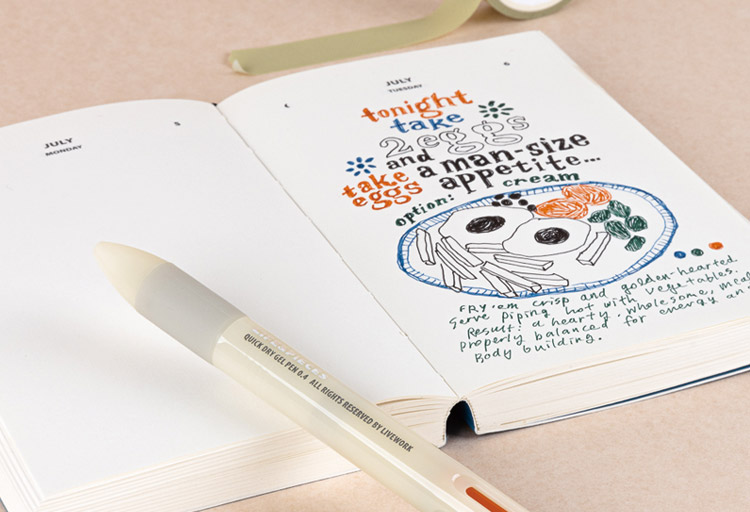 JULY
MONDAY
5
JULY
TUESDAY
6
tonight
take
2 eggs
and a man-size
take appetite...
eggs
option: cream
FRY 'em crisp and golden-hearted.
Serve piping hot with vegetables.
Result: a hearty, wholesome, meal
Properly balanced for energy and
Body building.
QUICK DRY GEL PEN 0.4 ALL RIGHTS RESERVED BY LIVEWORK